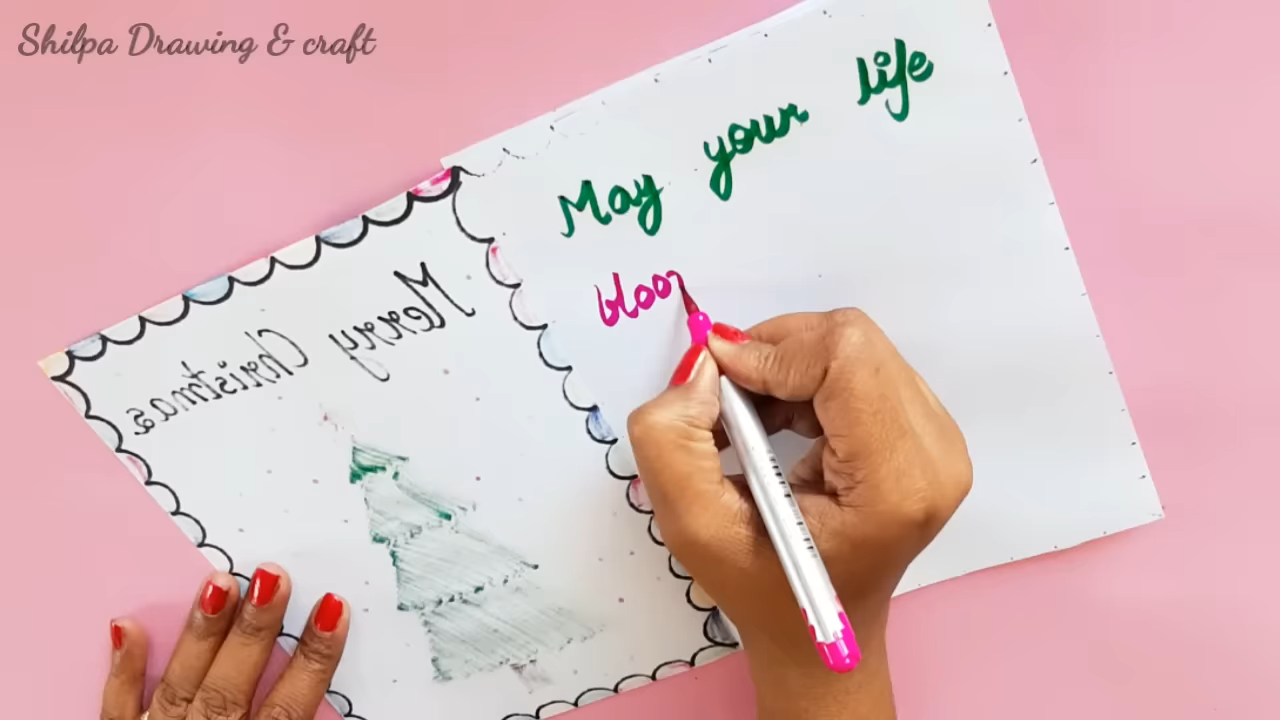 Shilpa Drawing & craft
May your life
bloo
Merry
Christmas